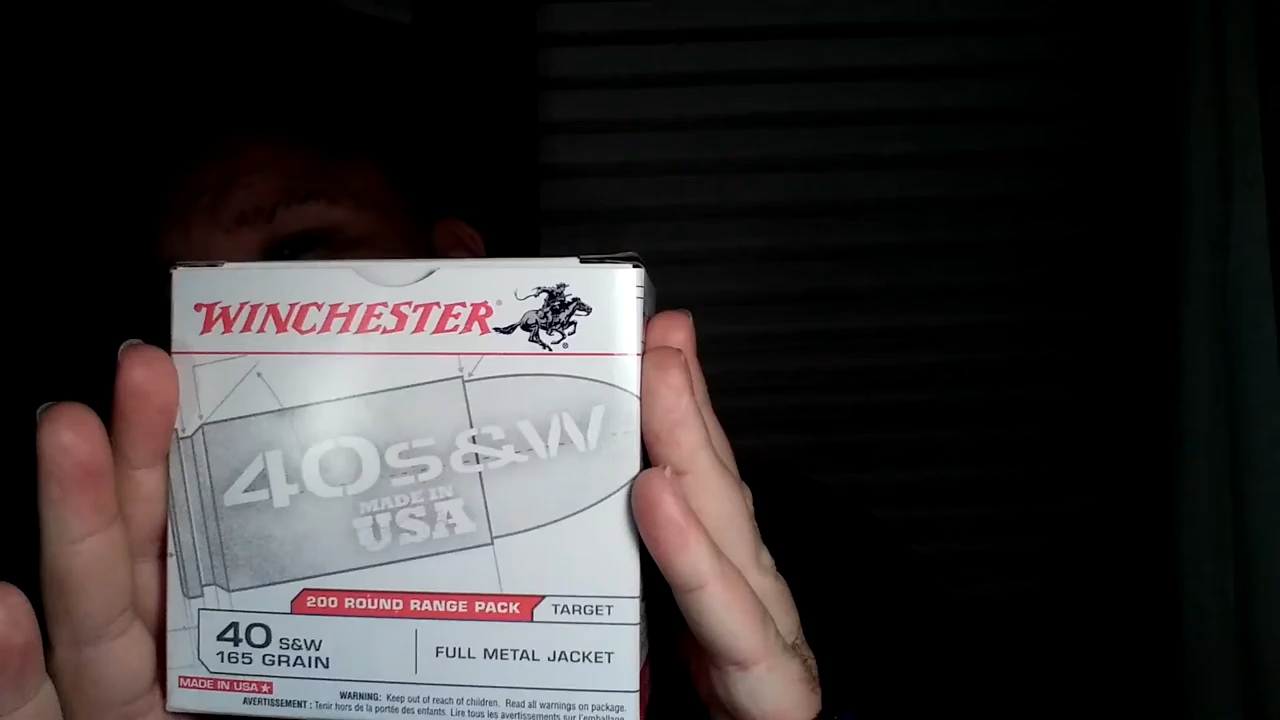 WINCHESTER®
40 S&W
MADE IN
USA
200 ROUND RANGE PACK TARGET
40 S&W
165 GRAIN
FULL METAL JACKET
MADE IN USA
WARNING: Keep out of reach of children. Read all warnings on package.
AVERTISSEMENT : Tenir hors de la portée des enfants. Lire tous les avertissements sur l'emballage